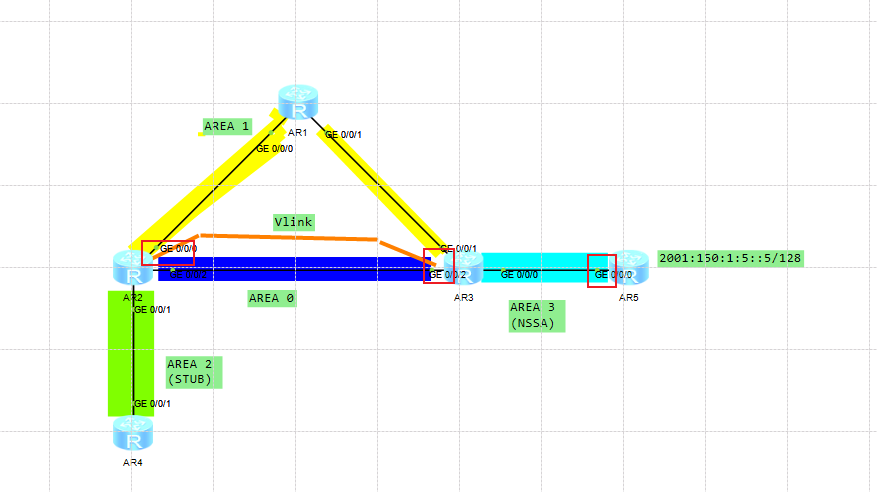 R
AREA 1
AR1
GE 0/0/1
GE 0/0/0
Vlink
GE 0/0/0
GE 0/0/1
2001:150:1:5::5/128
R
R
R
GE 0/0/2
GE 0/0/0
GE 0/0/0
AR2
AREA 0
AR3
AR5
GE 0/0/1
AREA 3
(NSSA)
AREA 2
(STUB)
GE 0/0/1
R
AR4